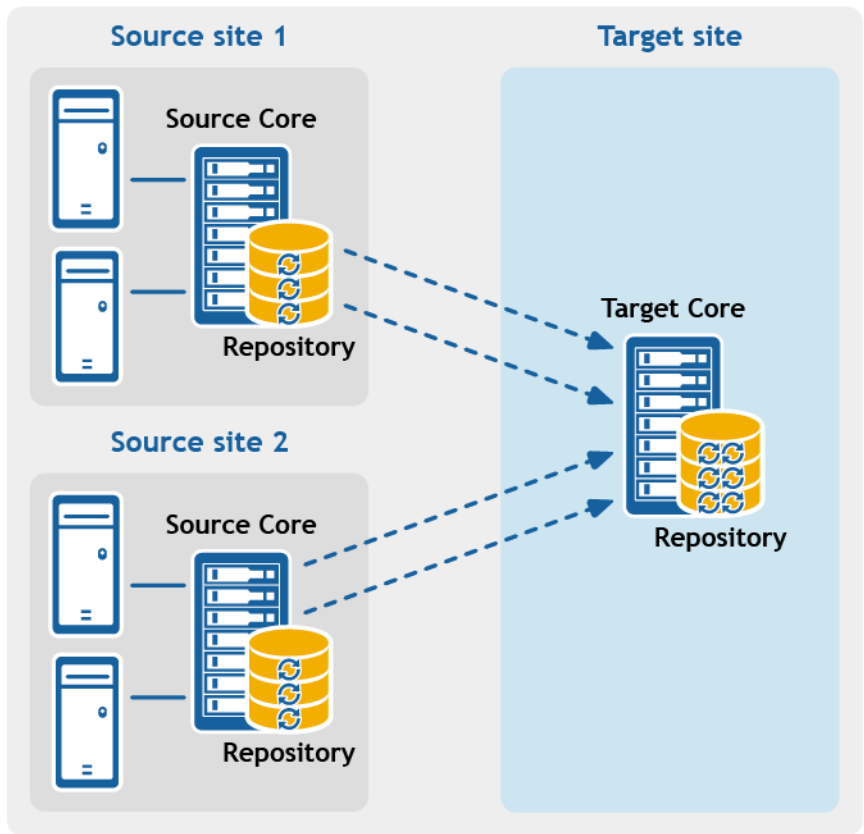 Source site 1
Source Core
Repository
Source site 2
Source Core
Repository
Target site
Target Core
Repository